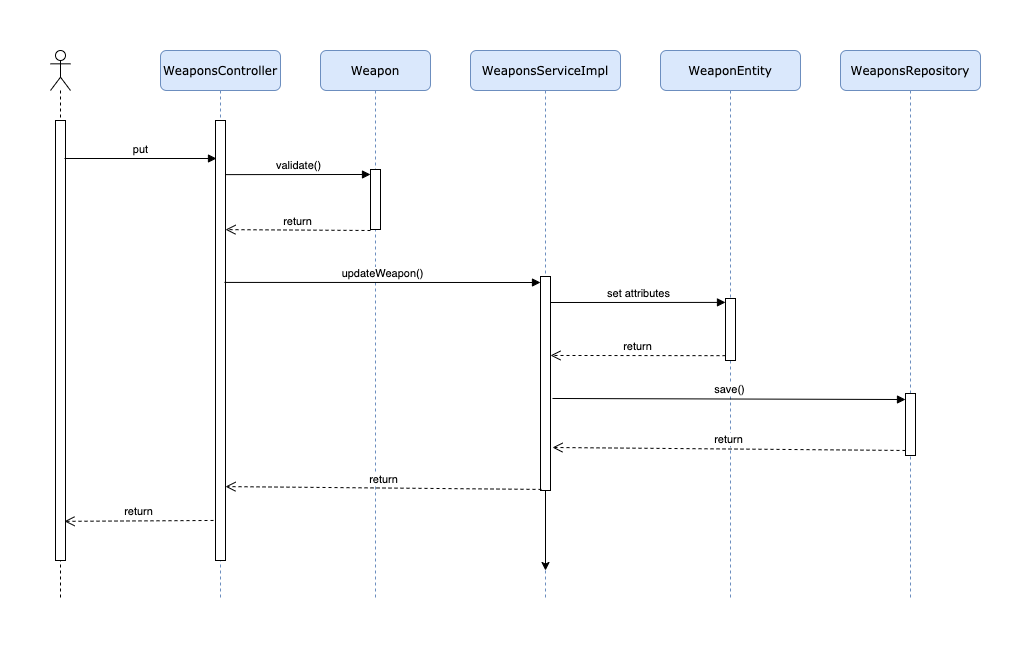 WeaponsController
Weapon
WeaponsServiceImpl
WeaponEntity
WeaponsRepository
put
validate()
return
updateWeapon()
set attributes
return
save()
return
return
return